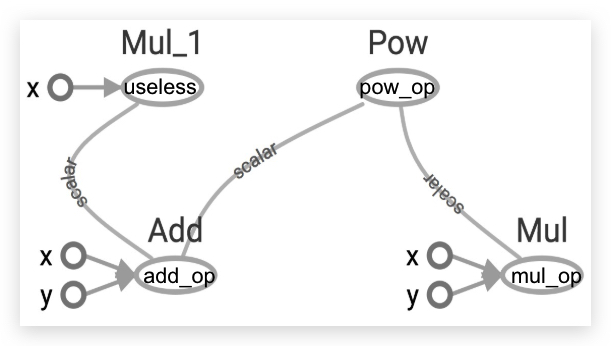 Mul_1
Pow
x
useless
pow_op
scalar
scalar
scalar
Add
Mul
x
y
add_op
x
y
mul_op